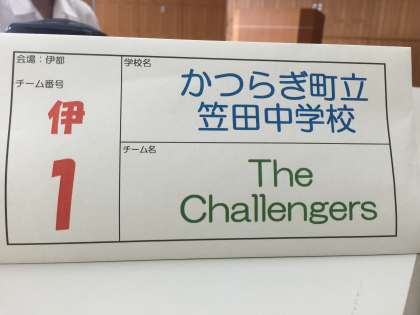 会場：伊都
チーム番号
伊
1
学校名
かつらぎ町立
笠田中学校
チーム名
The
Challengers